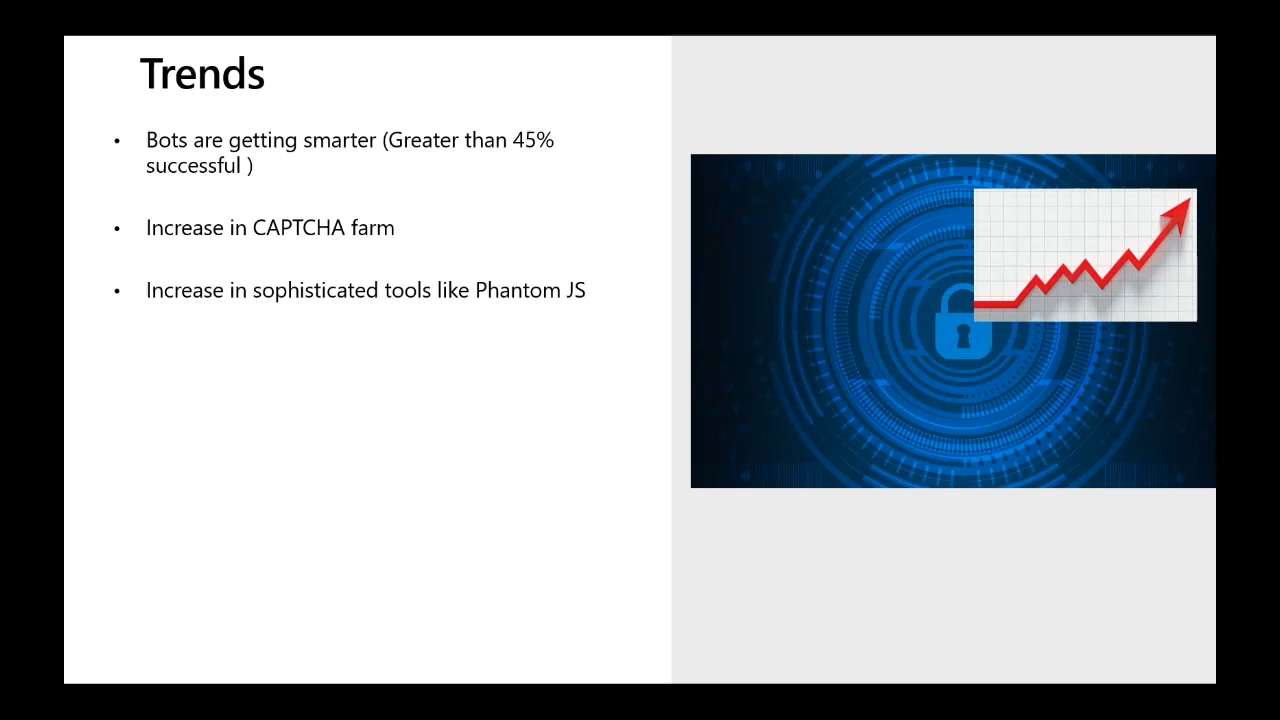 Trends
• Bots are getting smarter (Greater than 45%
successful )
• Increase in CAPTCHA farm
• Increase in sophisticated tools like Phantom JS